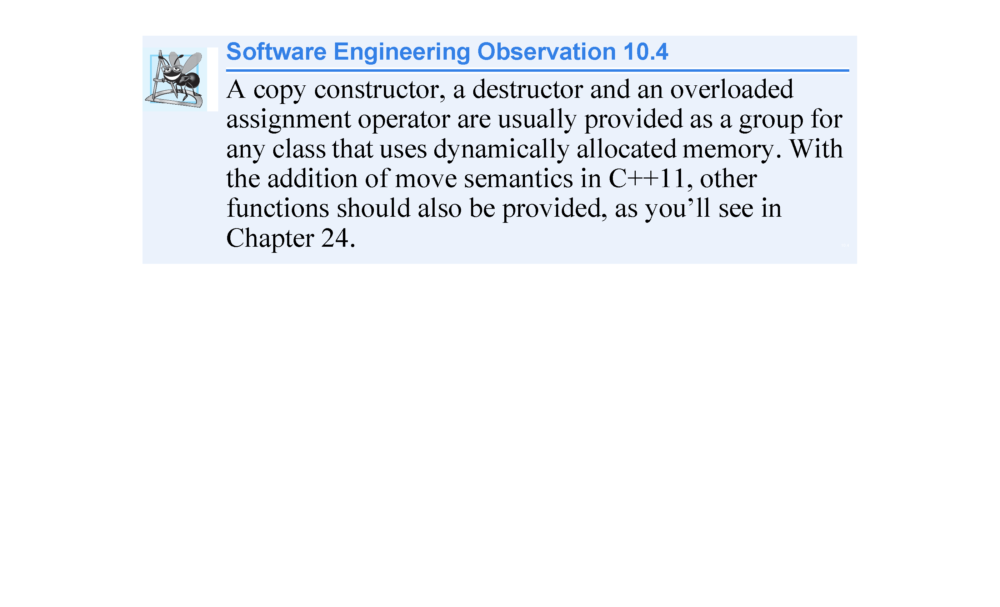 Software Engineering Observation 10.4
A copy constructor, a destructor and an overloaded
assignment operator are usually provided as a group for
any class that uses dynamically allocated memory. With
the addition of move semantics in C++11, other
functions should also be provided, as you’ll see in
Chapter 24.
10.4